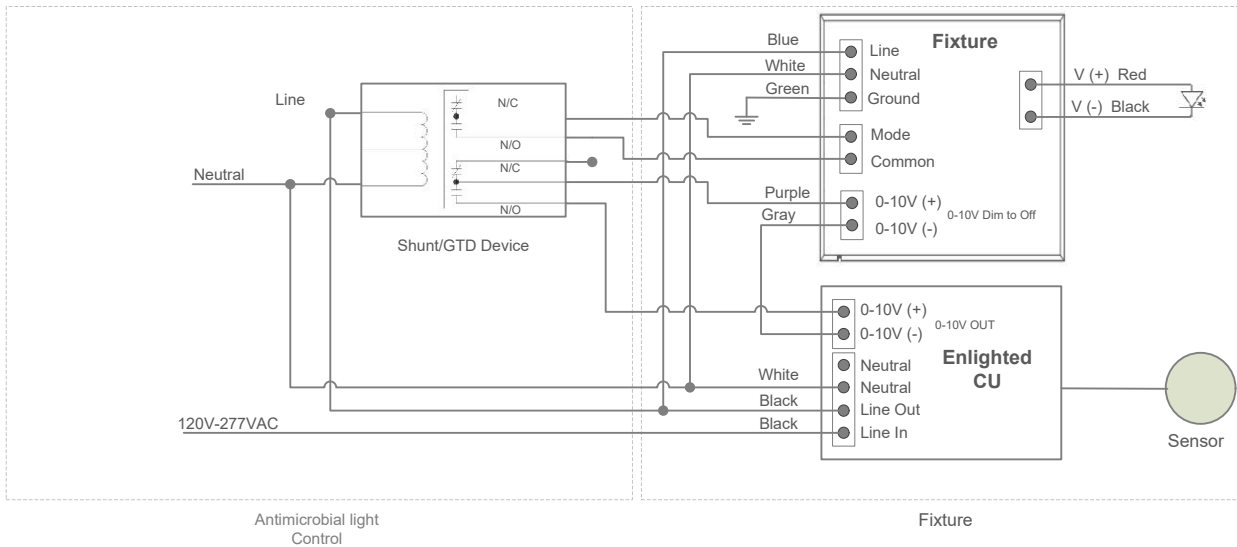 Line
Neutral
N/C
N/O
N/C
N/O
Shunt/GTD Device
120V-277VAC
Antimicrobial light
Control
Blue
White
Green
Purple
Gray
Fixture
Line
Neutral
Ground
Mode
Common
0-10V (+)
0-10V (-)
0-10V Dim to Off
V (+) Red
V (-) Black
0-10V (+)
0-10V (-)
0-10V OUT
Enlighted
CU
Neutral
Neutral
Line Out
Line In
White
Black
Black
Sensor
Fixture